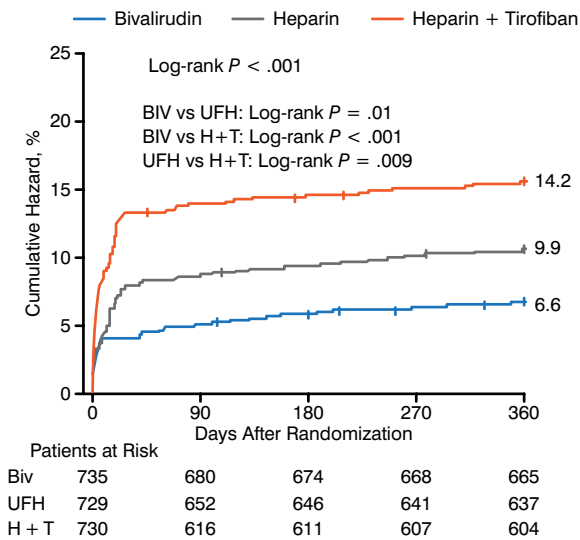 Bivalirudin Heparin Heparin + Tirofiban
25
20
15
10
5
0
Cumulative Hazard, %
Log-rank P < .001
BIV vs UFH: Log-rank P = .01
BIV vs H+T: Log-rank P < .001
UFH vs H+T: Log-rank P = .009
14.2
9.9
6.6
0 90 180 270 360
Days After Randomization
Patients at Risk
Biv 735 680 674 668 665
UFH 729 652 646 641 637
H + T 730 616 611 607 604